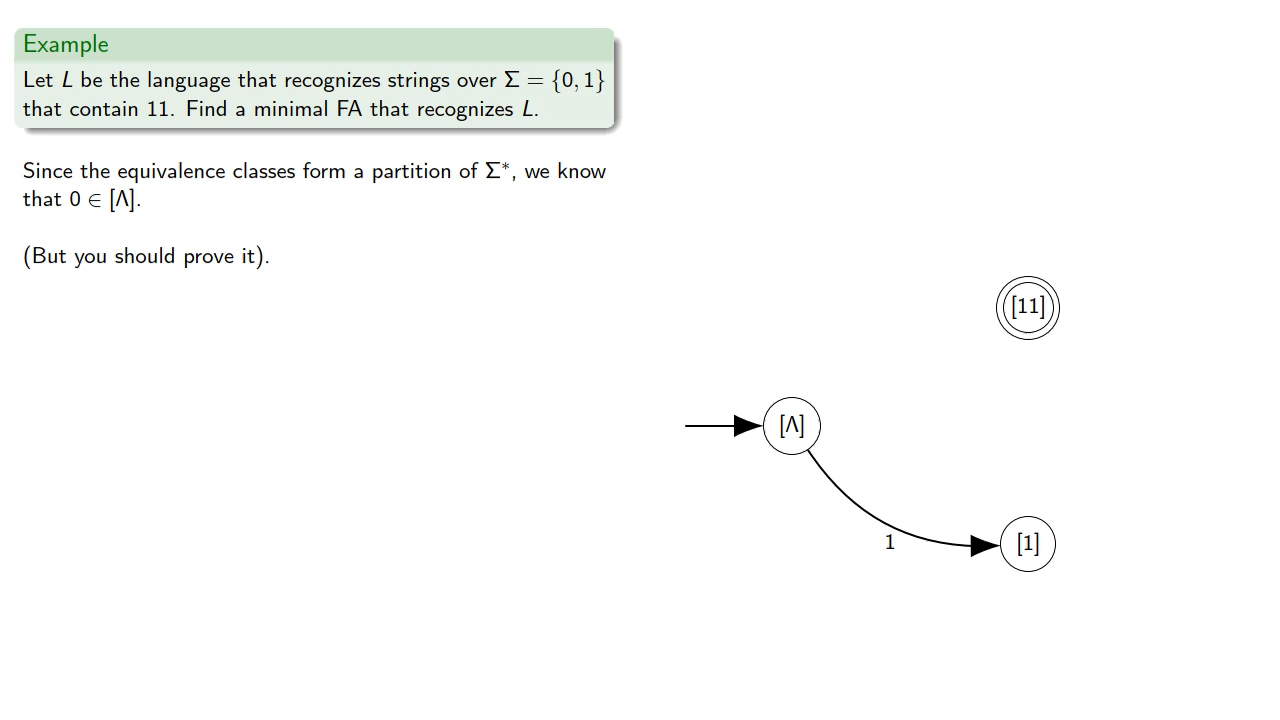 Example
Let L be the language that recognizes strings over Σ = {0, 1}
that contain 11. Find a minimal FA that recognizes L.
Since the equivalence classes form a partition of Σ*, we know
that 0 ∈ [Λ].
(But you should prove it).
[11]
[Λ]
1
[1]